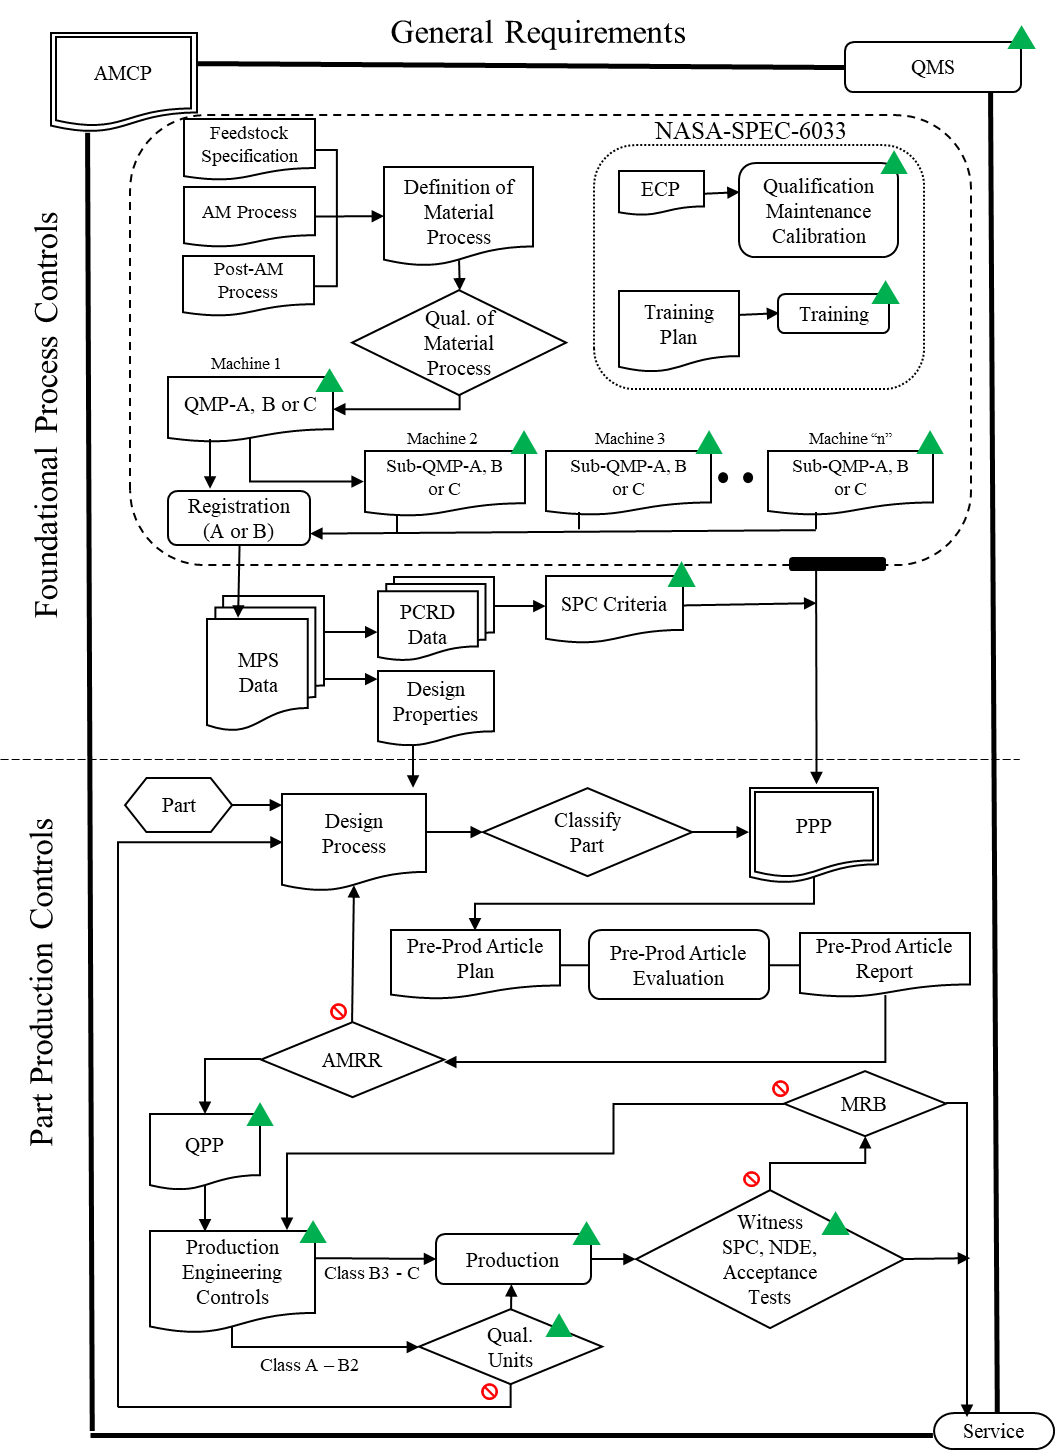 General Requirements
AMCP
QMS
Foundational Process Controls
NASA-SPEC-6033
Feedstock
Specification
AM Process
Post-AM
Process
Definition of
Material
Process
ECP
Qualification
Maintenance
Calibration
Training
Plan
Training
Qual. of
Material
Process
Machine 1
QMP-A, B or C
Machine 2
Sub-QMP-A, B
or C
Machine 3
Sub-QMP-A, B
or C
Machine “n”
Sub-QMP-A, B
or C
Registration
(A or B)
MPS
Data
PCRD
Data
SPC Criteria
Design
Properties
Part Production Controls
Part
Design
Process
Classify
Part
PPP
Pre-Prod Article
Plan
Pre-Prod Article
Evaluation
Pre-Prod Article
Report
AMRR
MRB
QPP
Production
Engineering
Controls
Class B3 - C
Production
Witness
SPC, NDE,
Acceptance
Tests
Class A – B2
Qual.
Units
Service